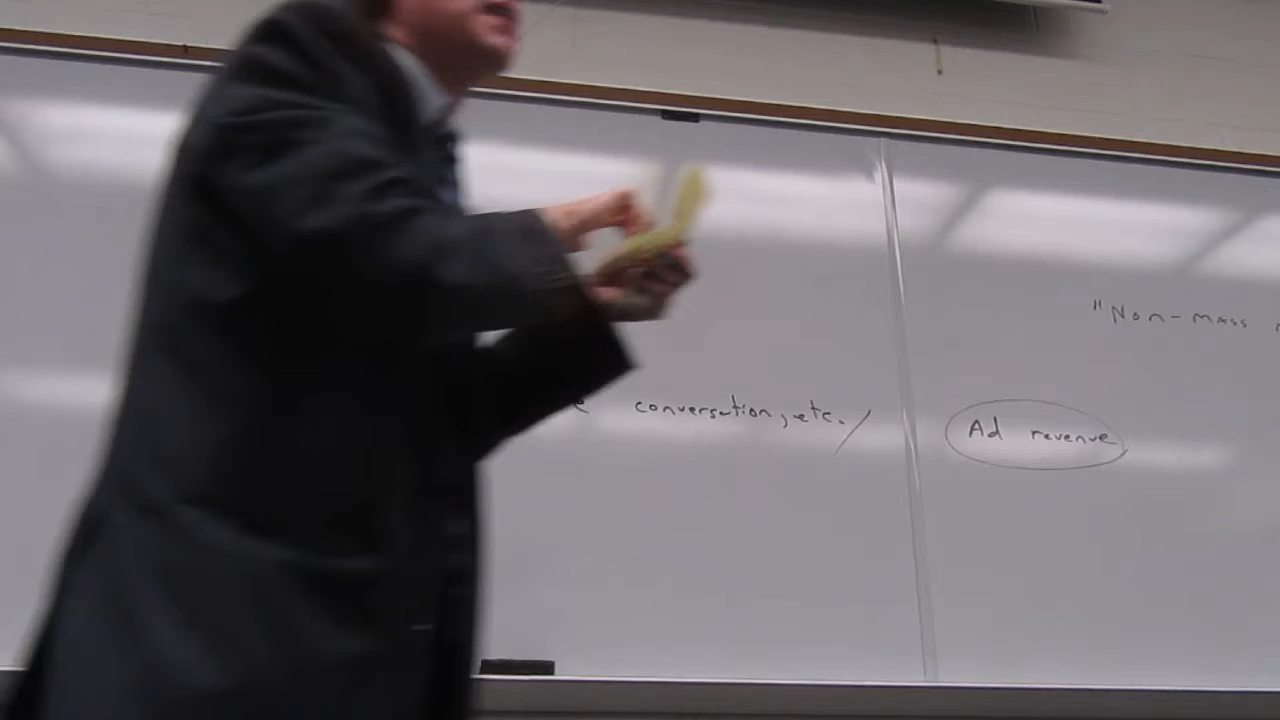 "Non-mass
conversation, etc. /
Ad revenue